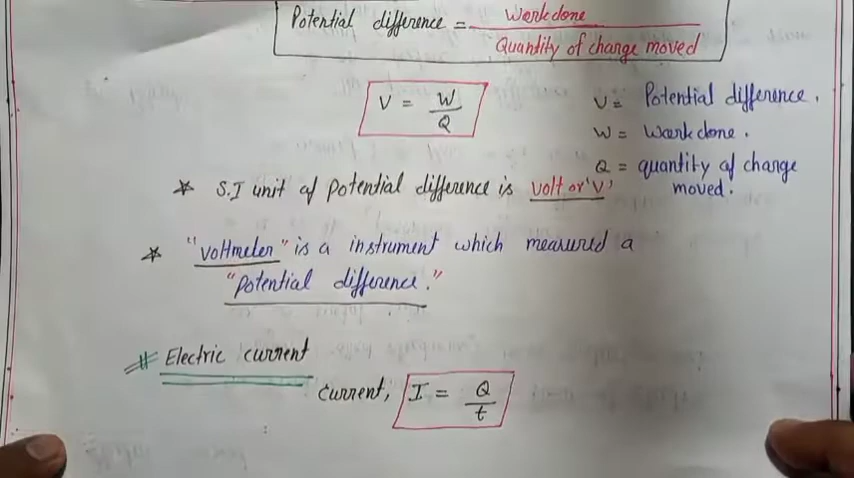 Potential difference = Work done
Quantity of change moved
V = W
Q
V = Potential difference.
W = Work done.
Q = quantity of change
moved.
* S.I unit of potential difference is volt or 'V'
* "voltmeter" is a instrument which measured a
"potential difference."
# Electric current
Current, I = Q
t